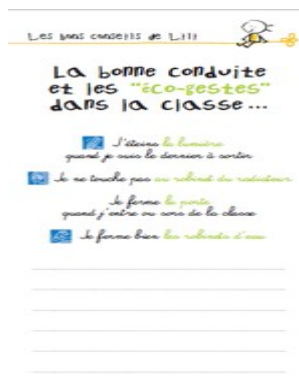 Les bons conseils de Lili
La bonne conduite
et les "éco-gestes"
dans la classe...
J'éteins la lumière
quand je suis le dernier à sortir
Je ne touche pas au robinet du radiateur
Je ferme la porte
quand j'entre ou sors de la classe
Je ferme bien les robinets d'eau